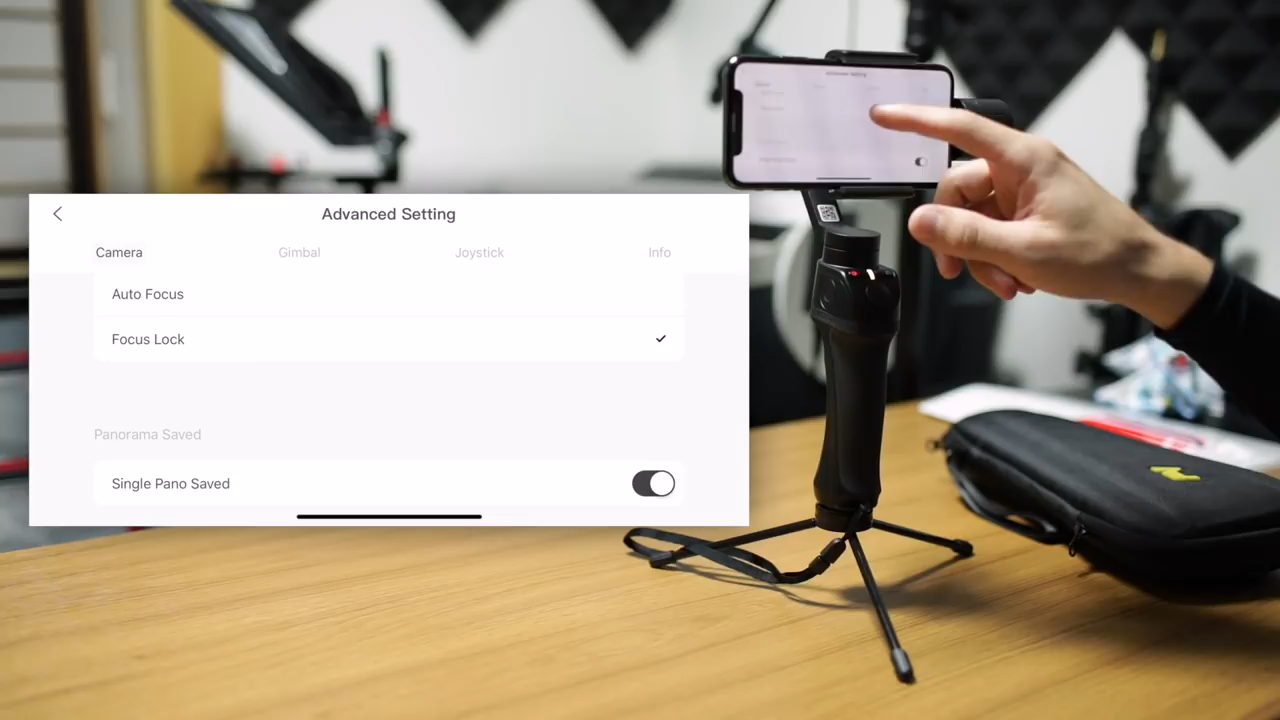 Advanced Setting
Camera Gimbal Joystick Info
Auto Focus
Focus Lock
Panorama Saved
Single Pano Saved